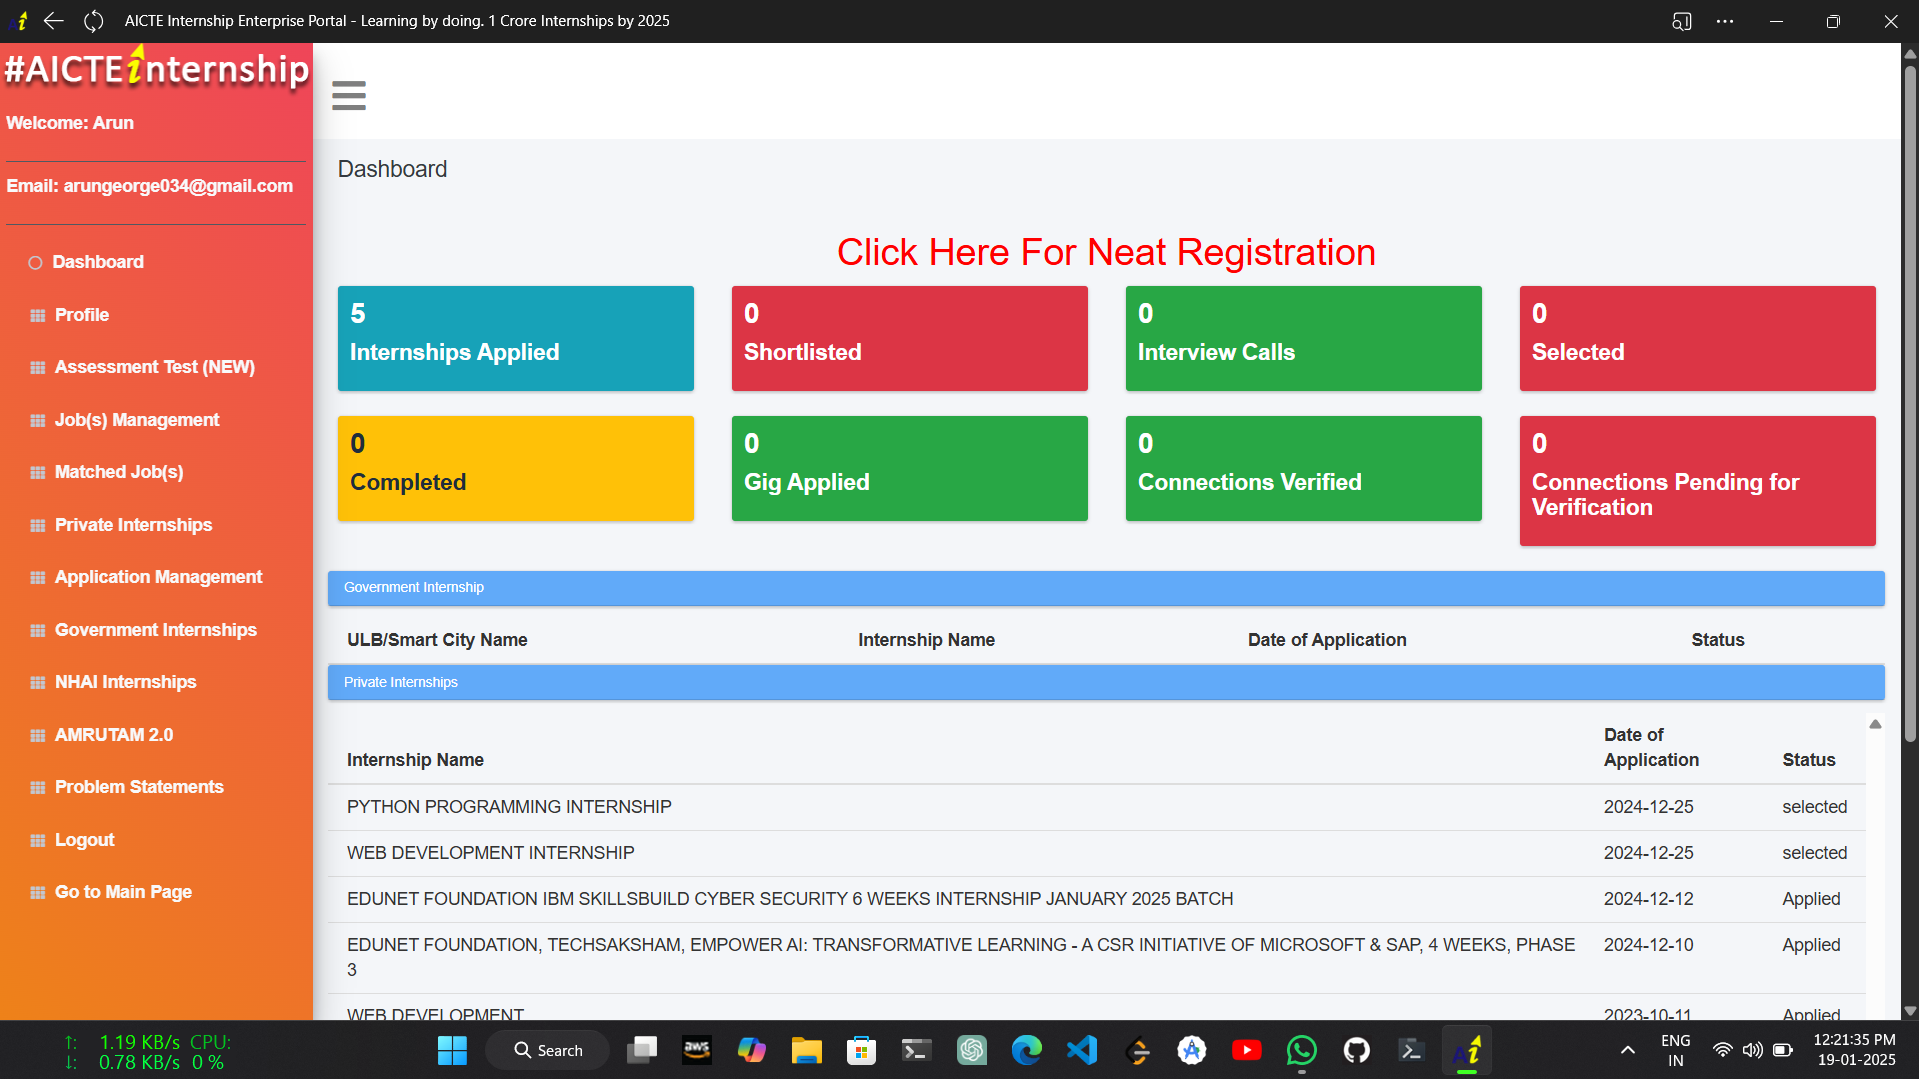 AICTE Internship Enterprise Portal - Learning by doing. 1 Crore Internships by 2025
#AICTEinternship
Welcome: Arun
Email: arungeorge034@gmail.com
Dashboard
Profile
Assessment Test (NEW)
Job(s) Management
Matched Job(s)
Private Internships
Application Management
Government Internships
NHAI Internships
AMRUTAM 2.0
Problem Statements
Logout
Go to Main Page
Dashboard
Click Here For Neat Registration
5
Internships Applied
0
Shortlisted
0
Interview Calls
0
Selected
0
Completed
0
Gig Applied
0
Connections Verified
0
Connections Pending for
Verification
Government Internship
ULB/Smart City Name Internship Name Date of Application Status
Private Internships
Internship Name Date of Application Status
PYTHON PROGRAMMING INTERNSHIP 2024-12-25 selected
WEB DEVELOPMENT INTERNSHIP 2024-12-25 selected
EDUNET FOUNDATION IBM SKILLSBUILD CYBER SECURITY 6 WEEKS INTERNSHIP JANUARY 2025 BATCH 2024-12-12 Applied
EDUNET FOUNDATION, TECHSAKSHAM, EMPOWER AI: TRANSFORMATIVE LEARNING - A CSR INITIATIVE OF MICROSOFT & SAP, 4 WEEKS, PHASE 2024-12-10 Applied
3
WEB DEVELOPMENT 2023-10-11 Applied
↑: 1.19 KB/s CPU:
↓: 0.78 KB/s 0 %
Search
aws
ENG
IN
12:21:35 PM
19-01-2025